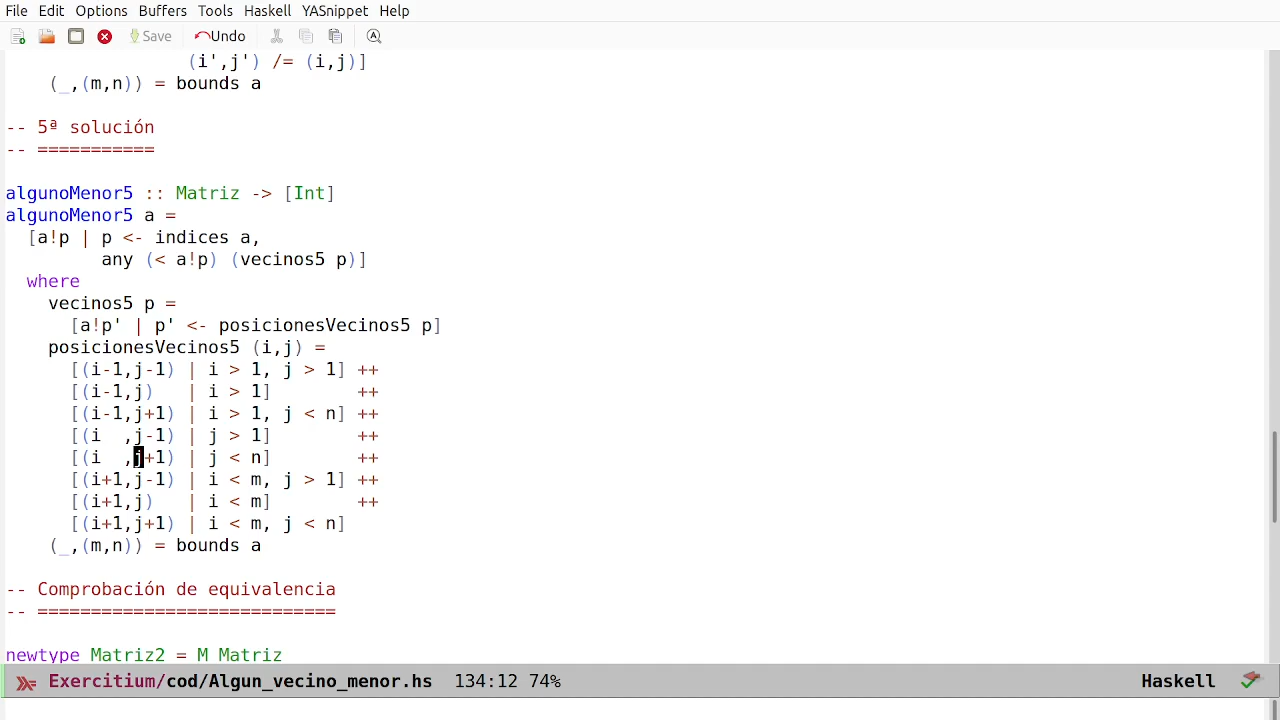 File Edit Options Buffers Tools Haskell YASnippet Help
Save Undo
(i',j') /= (i,j)]
(_,(m,n)) = bounds a
-- 5ª solución
-- ===========
algunoMenor5 :: Matriz -> [Int]
algunoMenor5 a =
[a!p | p <- indices a,
any (< a!p) (vecinos5 p)]
where
vecinos5 p =
[a!p' | p' <- posicionesVecinos5 p]
posicionesVecinos5 (i,j) =
[(i-1,j-1) | i > 1, j > 1] ++
[(i-1,j)   | i > 1]        ++
[(i-1,j+1) | i > 1, j < n] ++
[(i  ,j-1) | j > 1]        ++
[(i  ,j+1) | j < n]        ++
[(i+1,j-1) | i < m, j > 1] ++
[(i+1,j)   | i < m]        ++
[(i+1,j+1) | i < m, j < n]
(_,(m,n)) = bounds a
-- Comprobación de equivalencia
-- ============================
newtype Matriz2 = M Matriz
Exercitium/cod/Algun_vecino_menor.hs 134:12 74% Haskell